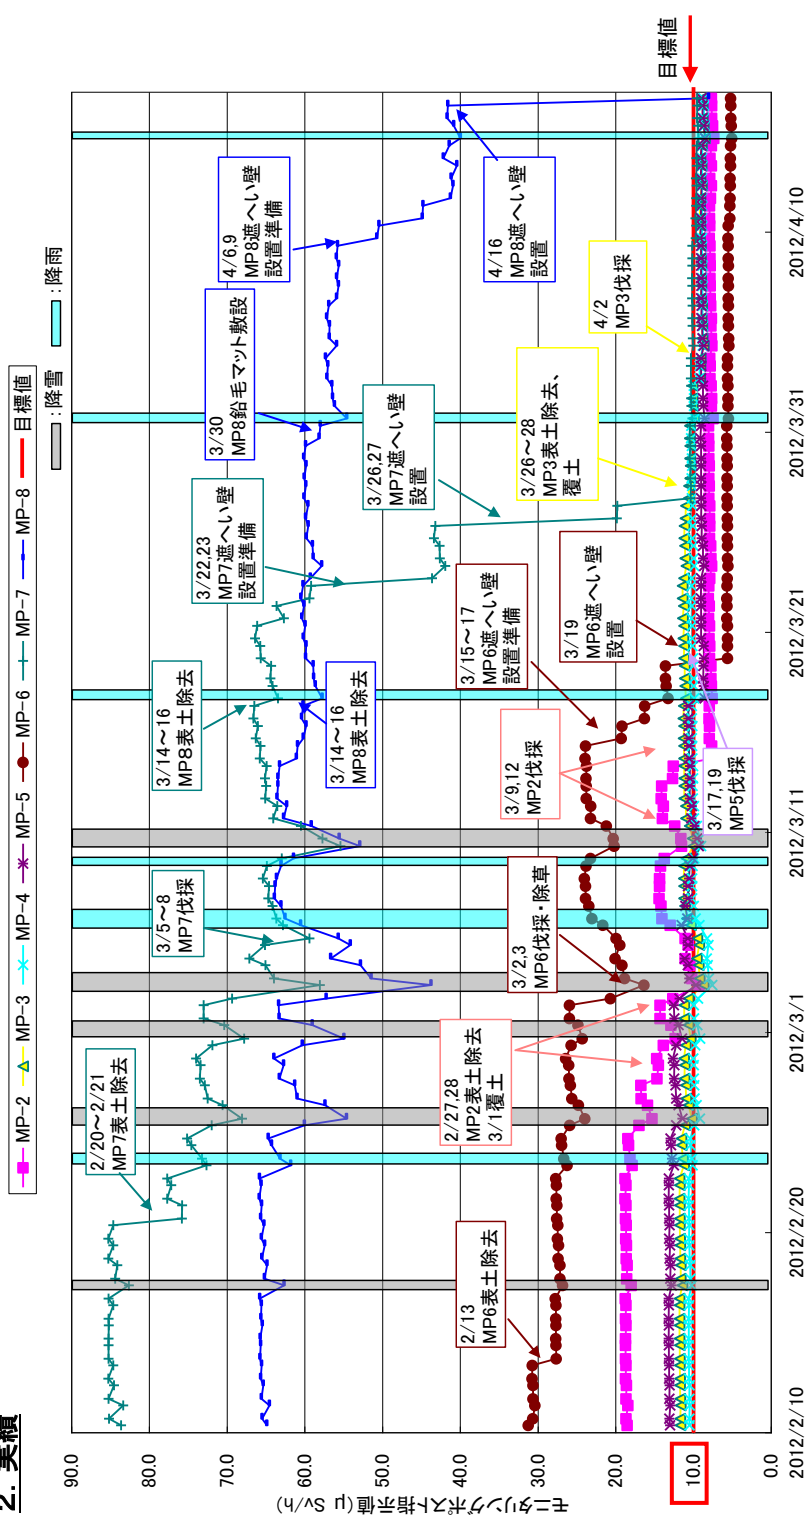 2. 実績
MP-2
MP-3
MP-4
MP-5
MP-6
MP-7
MP-8
目標値
：降雪
：降雨
モニタリングポスト指示値(μ Sv/h)
90.0
80.0
70.0
60.0
50.0
40.0
30.0
20.0
10.0
0.0
2012/2/10
2012/2/20
2012/3/1
2012/3/11
2012/3/21
2012/3/31
2012/4/10
目標値
2/20～2/21
MP7表土除去
3/5～8
MP7伐採
3/14～16
MP8表土除去
3/22,23
MP7遮へい壁
設置準備
3/30
MP8鉛毛マット敷設
4/6,9
MP8遮へい壁
設置準備
3/14～16
MP8表土除去
3/26,27
MP7遮へい壁
設置
4/16
MP8遮へい壁
設置
2/13
MP6表土除去
2/27,28
MP2表土除去
3/1覆土
3/2,3
MP6伐採・除草
3/9,12
MP2伐採
3/15～17
MP6遮へい壁
設置準備
3/19
MP6遮へい壁
設置
3/26～28
MP3表土除去、
覆土
4/2
MP3伐採
3/17,19
MP5伐採